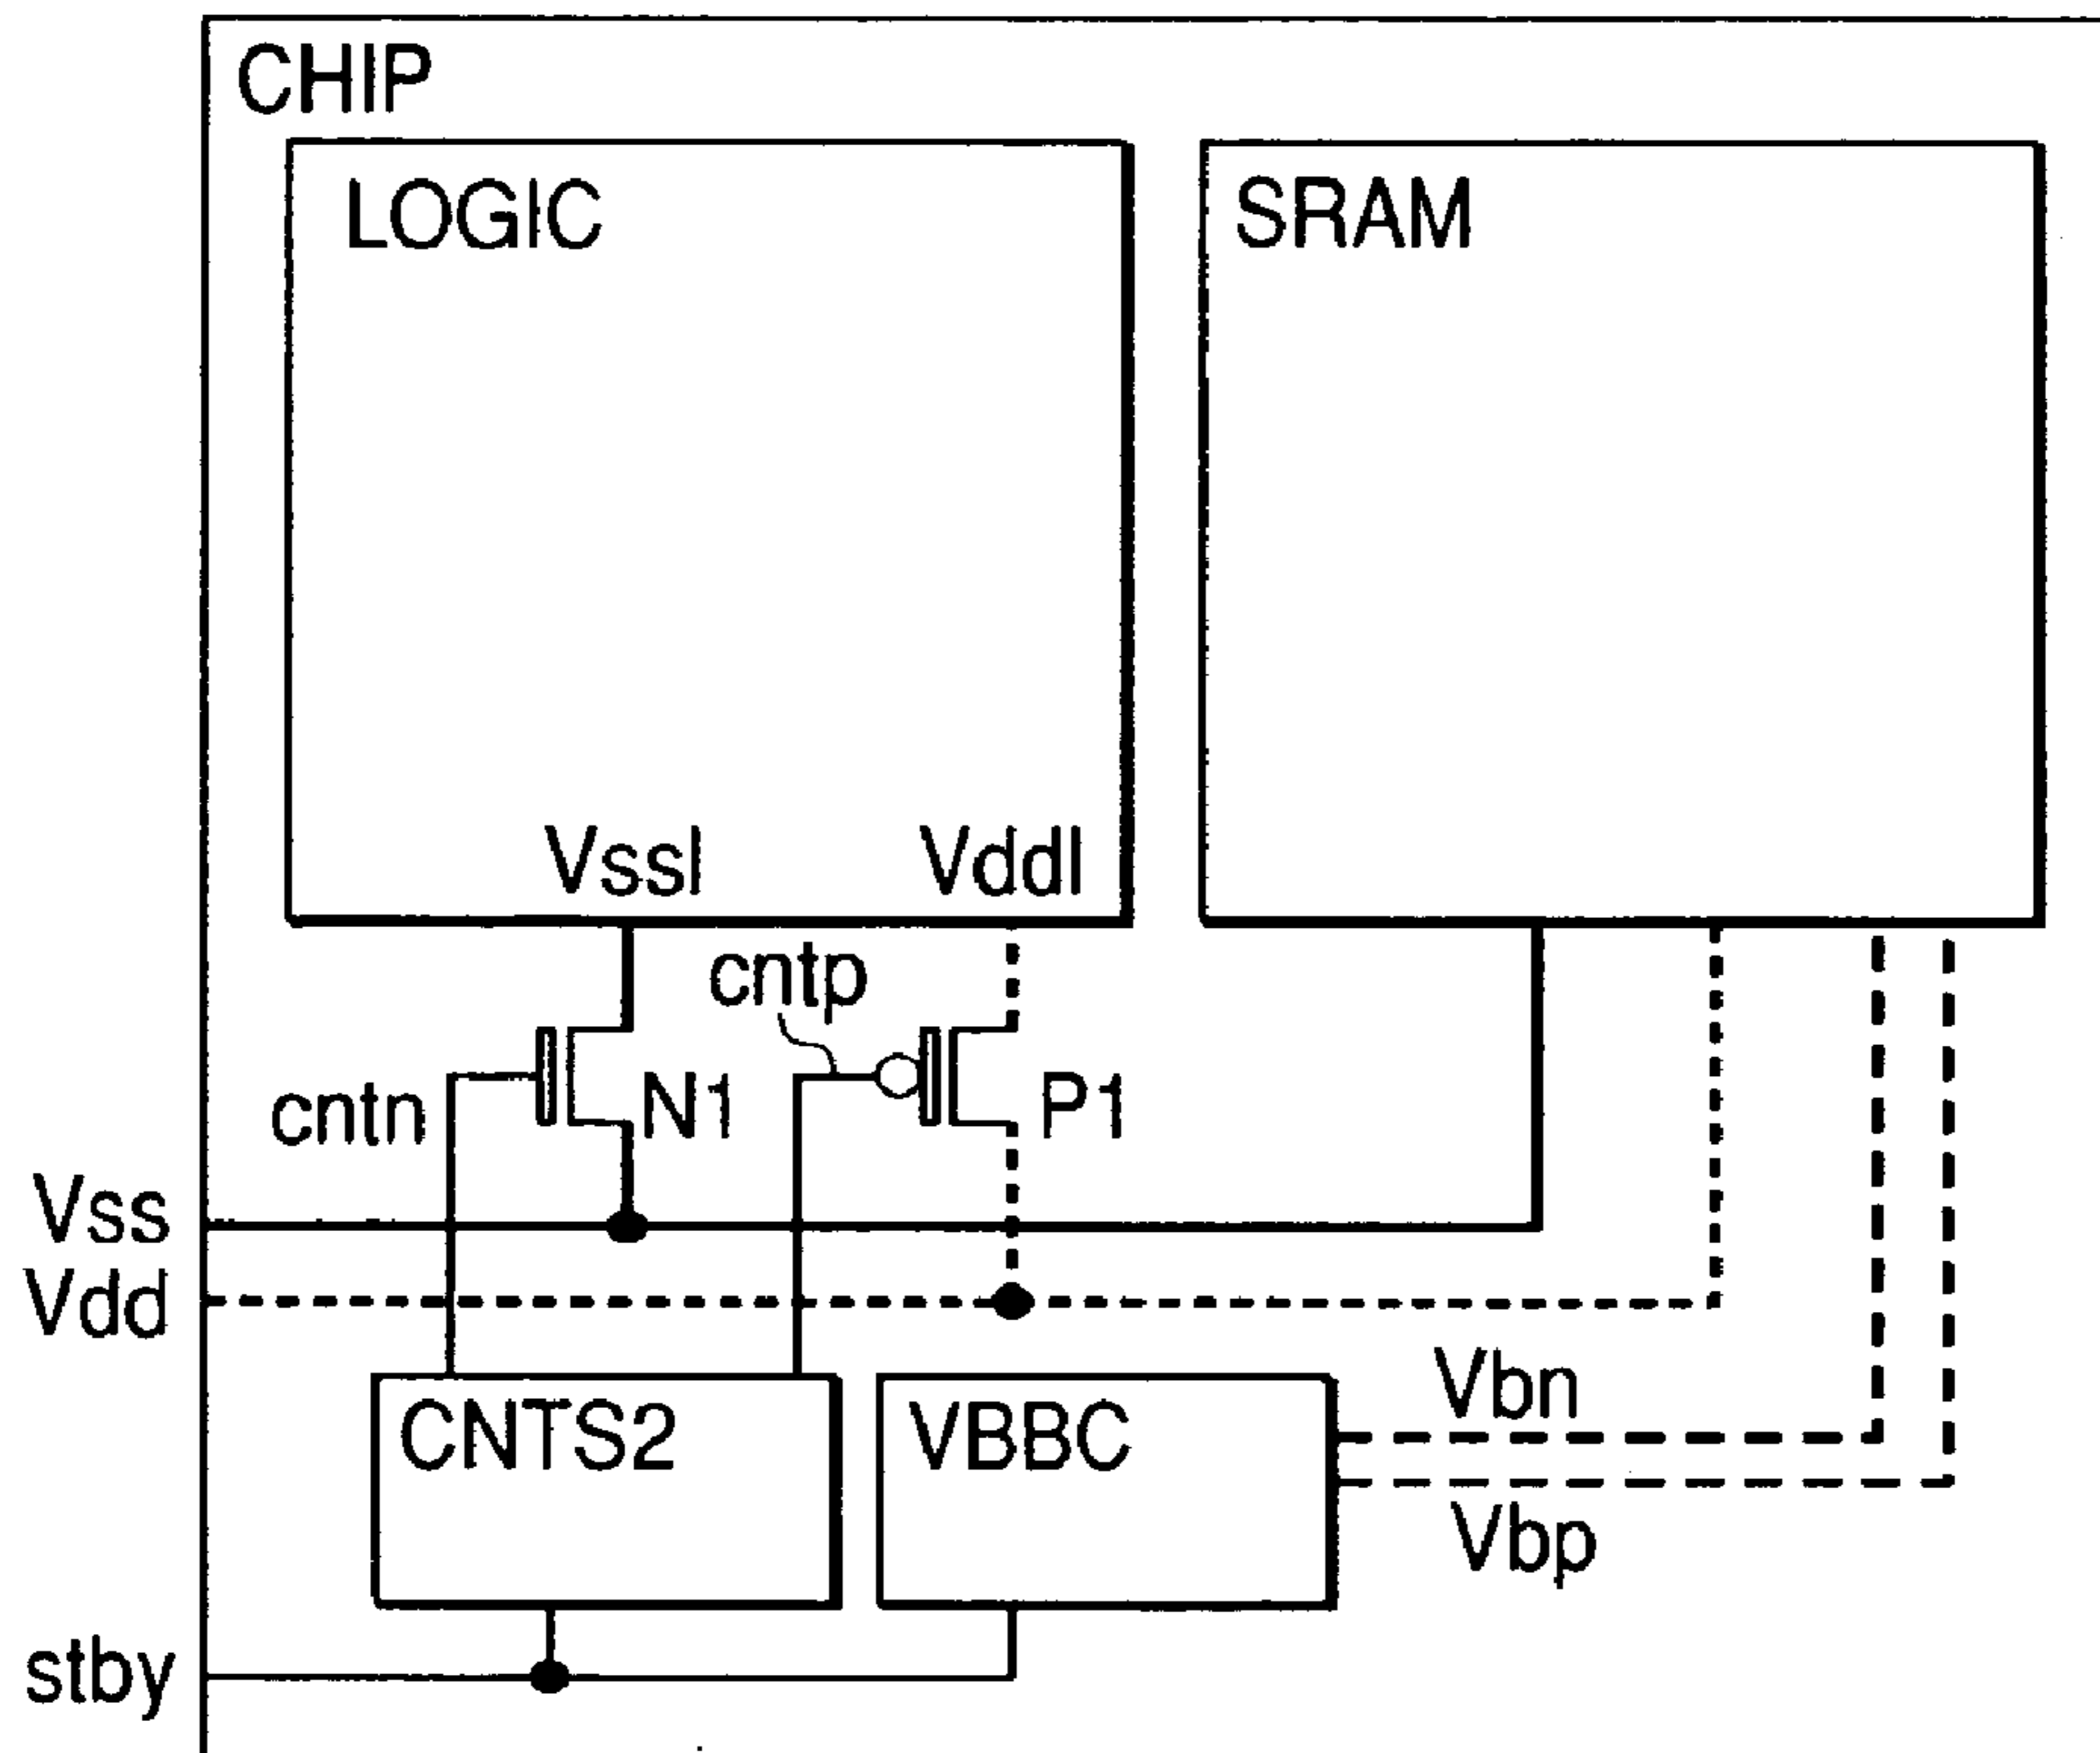 CHIP
LOGIC
SRAM
Vssl
Vddl
cntp
cntn
N1
P1
Vss
Vdd
Vbn
CNTS2
VBBC
Vbp
stby